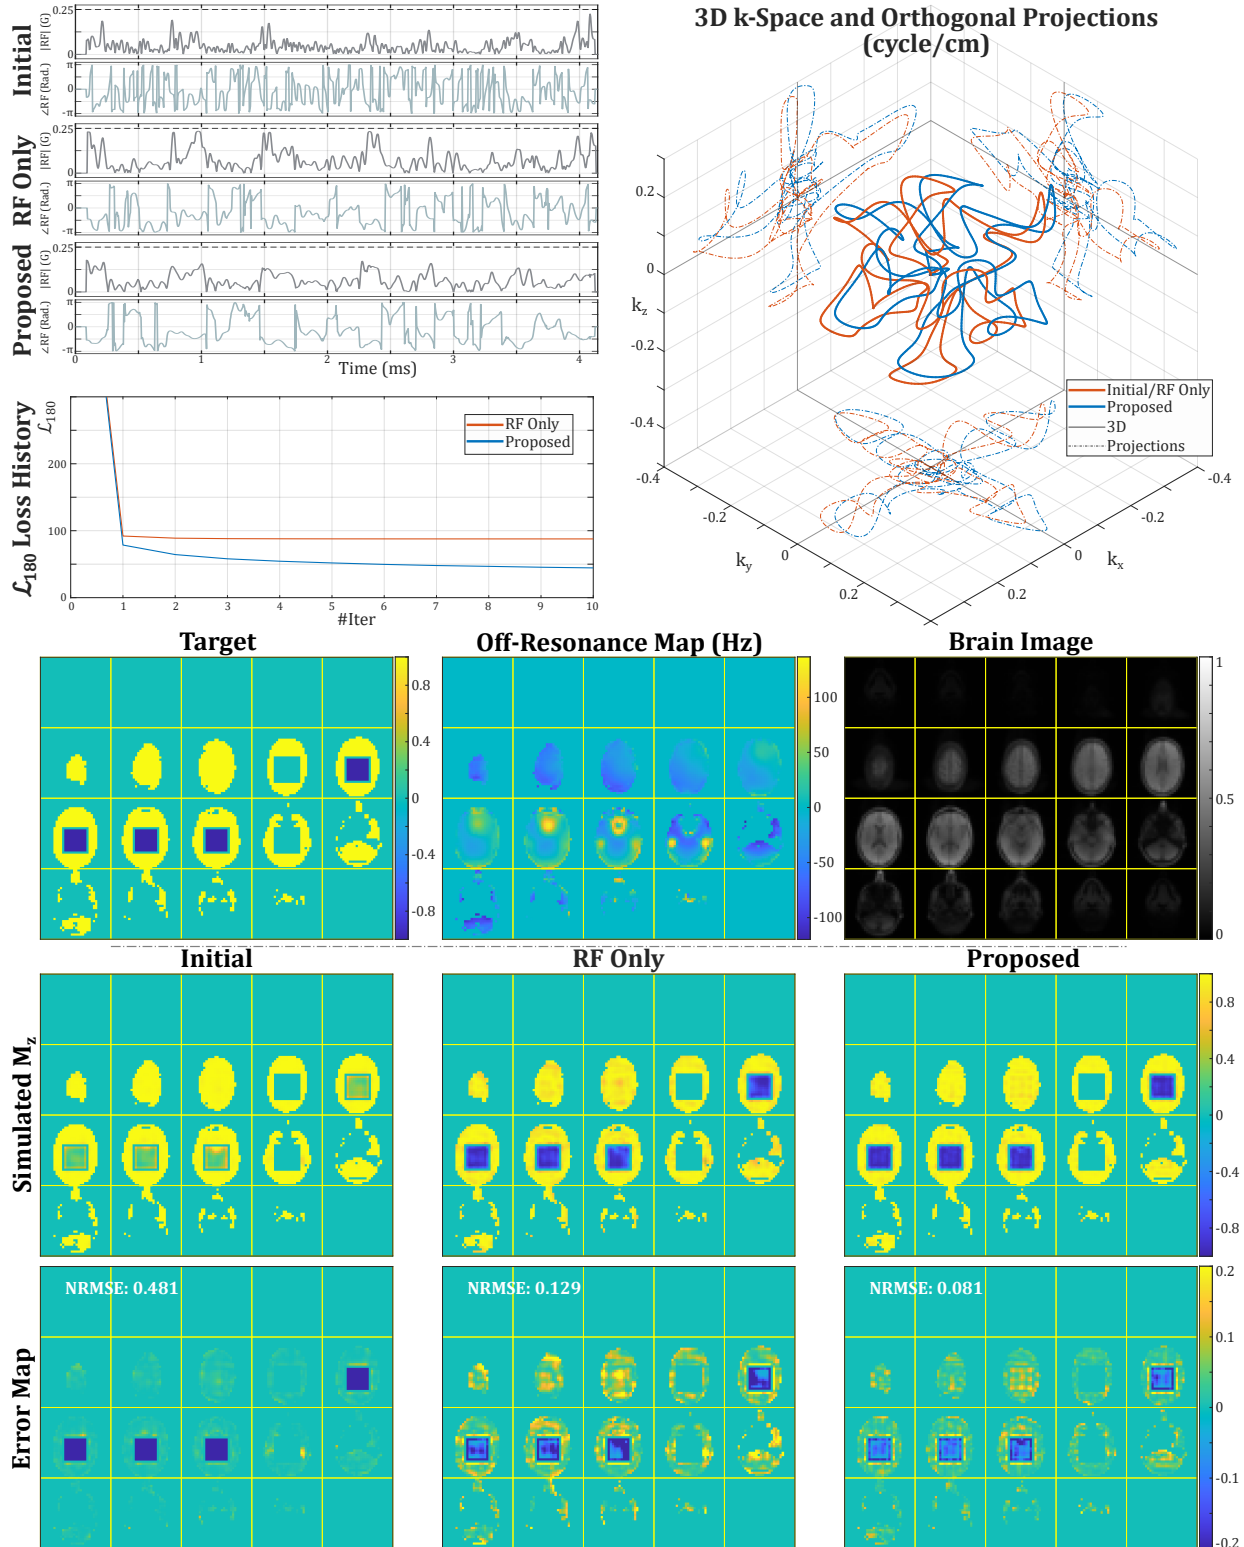 Initial
|RF| (G)
0.25
0
∠RF (Rad.)
π
0
-π
RF Only
|RF| (G)
0.25
0
∠RF (Rad.)
π
0
-π
Proposed
|RF| (G)
0.25
0
∠RF (Rad.)
π
0
-π
0
1
2
3
4
Time (ms)
3D k-Space and Orthogonal Projections
(cycle/cm)
0.2
0
-0.2
-0.4
k_z
-0.4
-0.2
0
0.2
k_y
-0.4
-0.2
0
0.2
k_x
Initial/RF Only
Proposed
3D
Projections
ℒ₁₈₀ Loss History
ℒ₁₈₀
200
100
0
0 1 2 3 4 5 6 7 8 9 10
#Iter
RF Only
Proposed
Target
0.8
0.4
0
-0.4
-0.8
Off-Resonance Map (Hz)
100
50
0
-50
-100
Brain Image
1
0.5
0
Initial
RF Only
Proposed
Simulated M_z
0.8
0.4
0
-0.4
-0.8
Error Map
NRMSE: 0.481
NRMSE: 0.129
NRMSE: 0.081
0.2
0.1
0
-0.1
-0.2